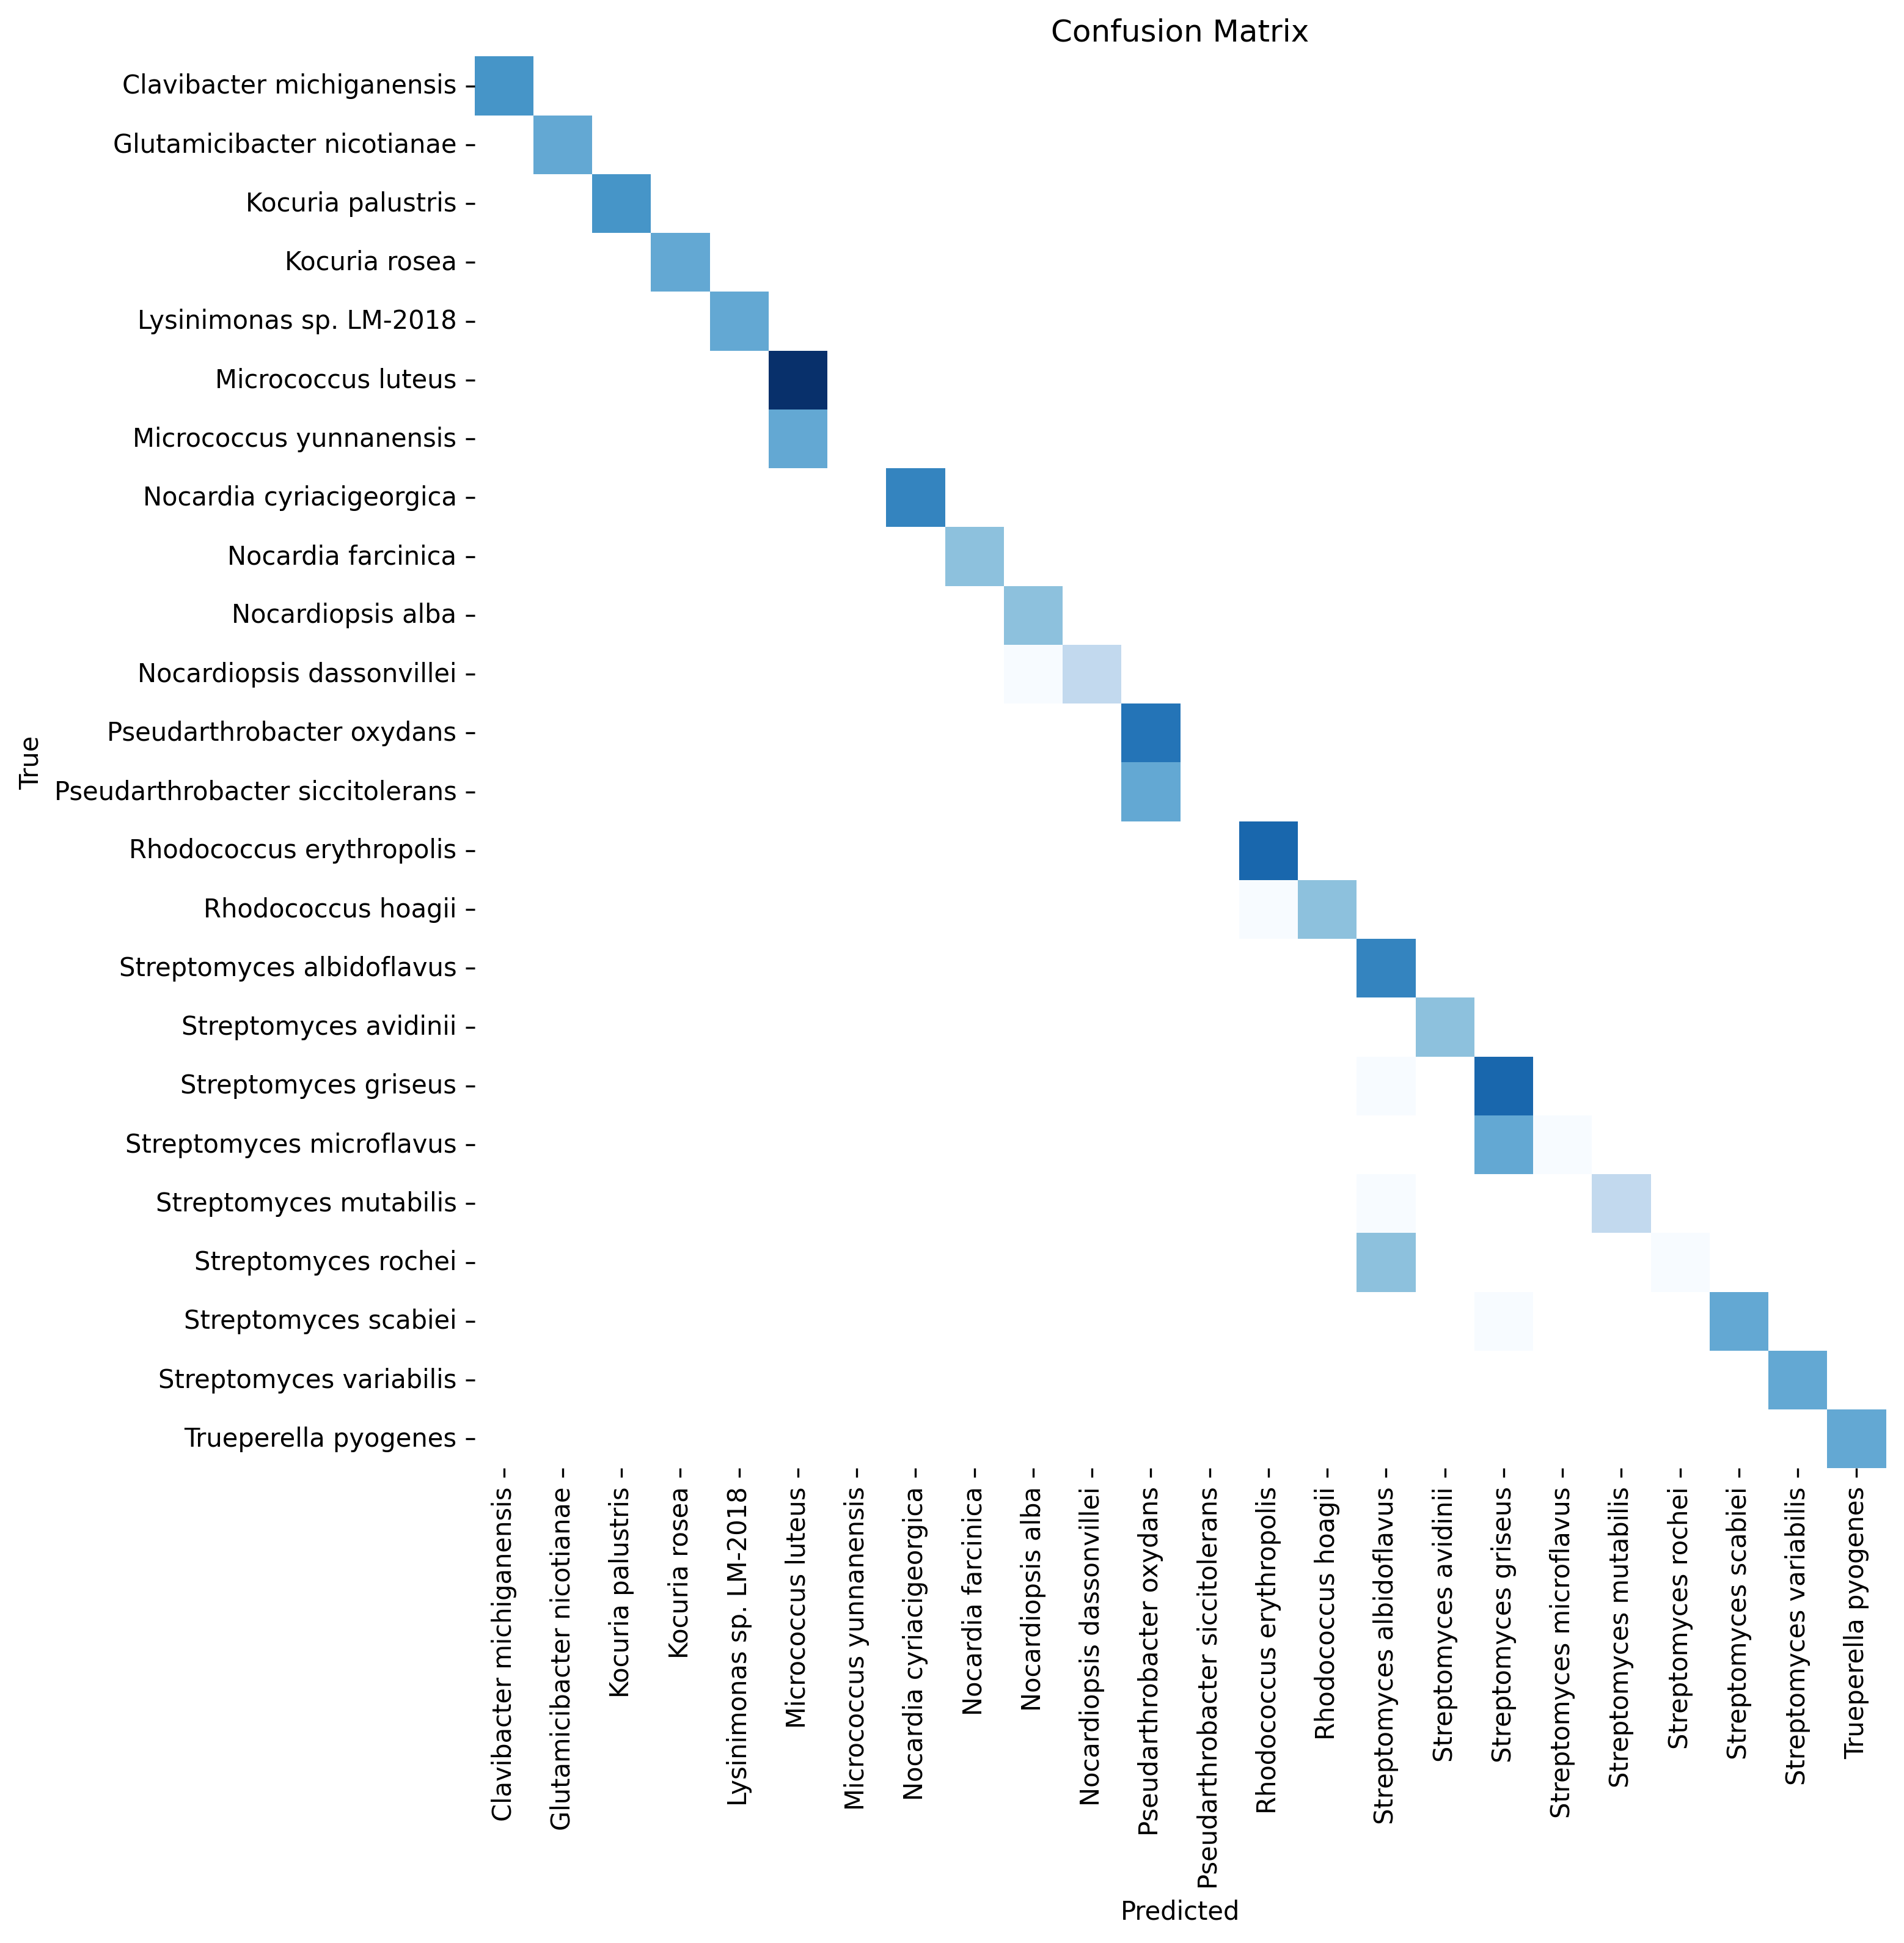 Confusion Matrix
Clavibacter michiganensis
Glutamicibacter nicotianae
Kocuria palustris
Kocuria rosea
Lysinimonas sp. LM-2018
Micrococcus luteus
Micrococcus yunnanensis
Nocardia cyriacigeorgica
Nocardia farcinica
Nocardiopsis alba
Nocardiopsis dassonvillei
Pseudarthrobacter oxydans
Pseudarthrobacter siccitolerans
Rhodococcus erythropolis
Rhodococcus hoagii
Streptomyces albidoflavus
Streptomyces avidinii
Streptomyces griseus
Streptomyces microflavus
Streptomyces mutabilis
Streptomyces rochei
Streptomyces scabiei
Streptomyces variabilis
Trueperella pyogenes
True
Clavibacter michiganensis
Glutamicibacter nicotianae
Kocuria palustris
Kocuria rosea
Lysinimonas sp. LM-2018
Micrococcus luteus
Micrococcus yunnanensis
Nocardia cyriacigeorgica
Nocardia farcinica
Nocardiopsis alba
Nocardiopsis dassonvillei
Pseudarthrobacter oxydans
Pseudarthrobacter siccitolerans
Rhodococcus erythropolis
Rhodococcus hoagii
Streptomyces albidoflavus
Streptomyces avidinii
Streptomyces griseus
Streptomyces microflavus
Streptomyces mutabilis
Streptomyces rochei
Streptomyces scabiei
Streptomyces variabilis
Trueperella pyogenes
Predicted